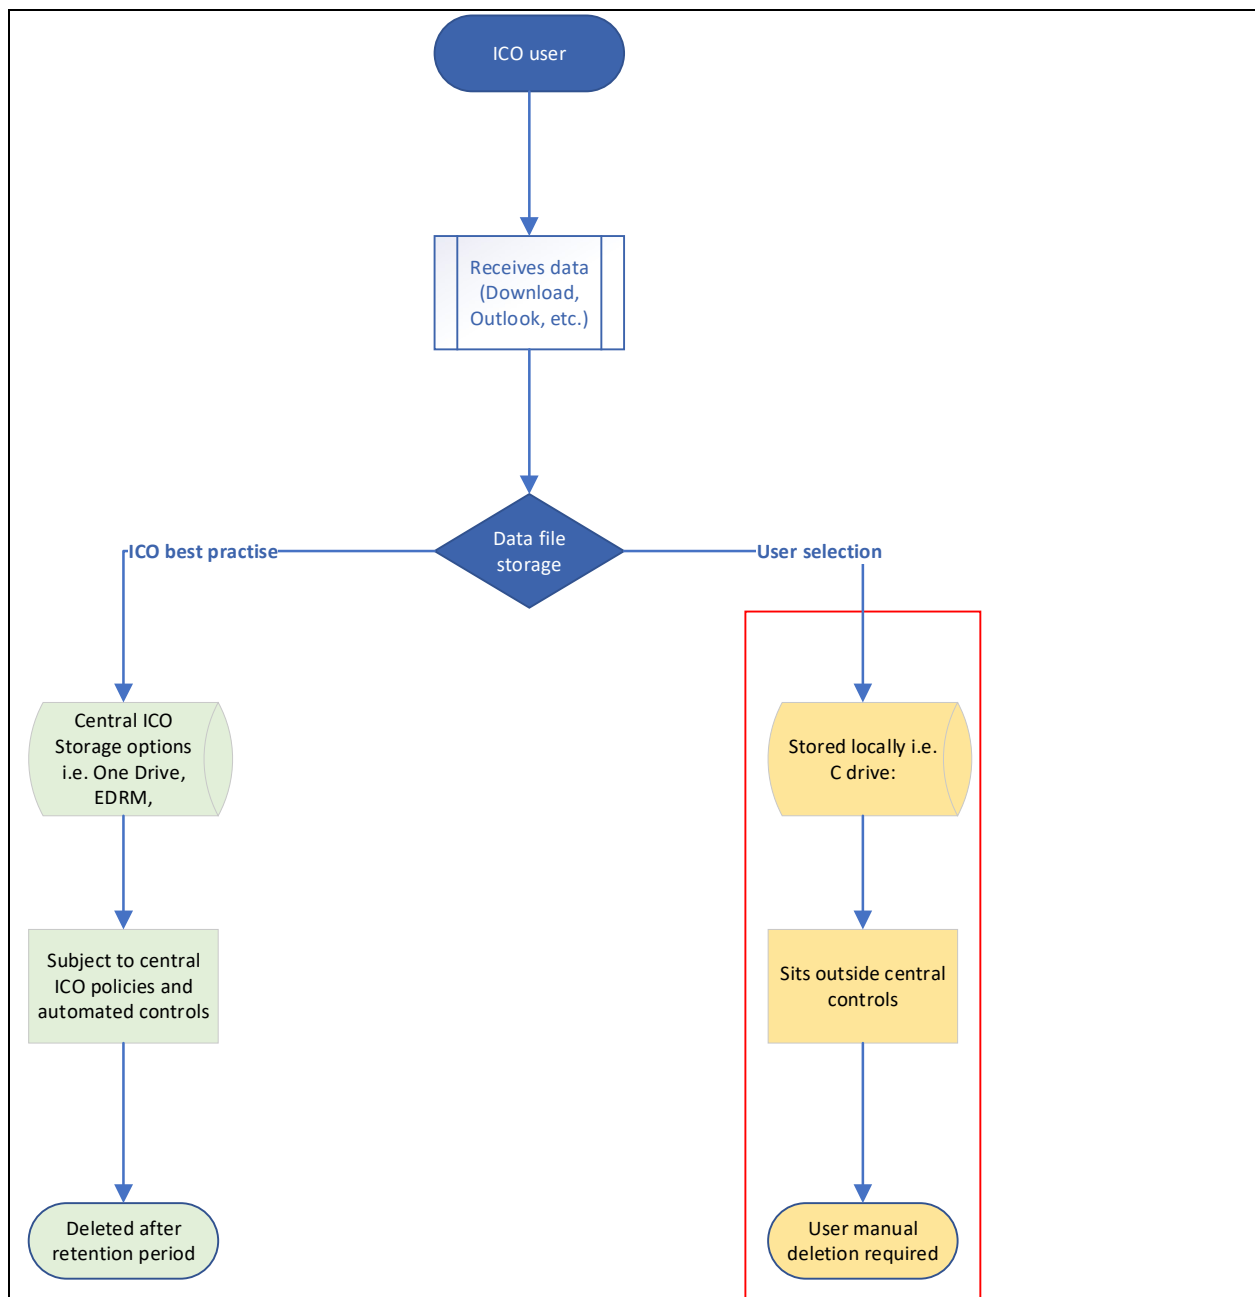 ICO user
Receives data
(Download,
Outlook, etc.)
Data file
storage
ICO best practise
User selection
Central ICO
Storage options
i.e. One Drive,
EDRM,
Stored locally i.e.
C drive:
Subject to central
ICO policies and
automated controls
Sits outside central
controls
Deleted after
retention period
User manual
deletion required